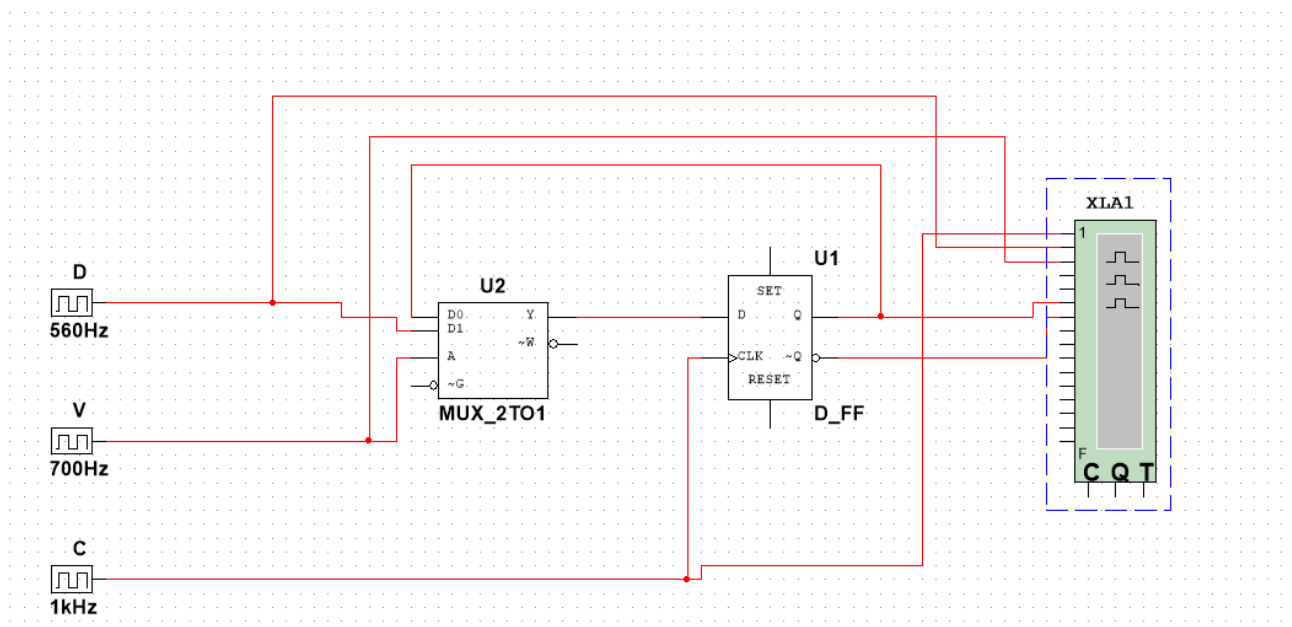 XLA1
1
D
560Hz
U2
D0
D1
A
~G
Y
~W
MUX_2TO1
U1
SET
D
Q
CLK
~Q
RESET
D_FF
V
700Hz
F
C Q T
C
1kHz